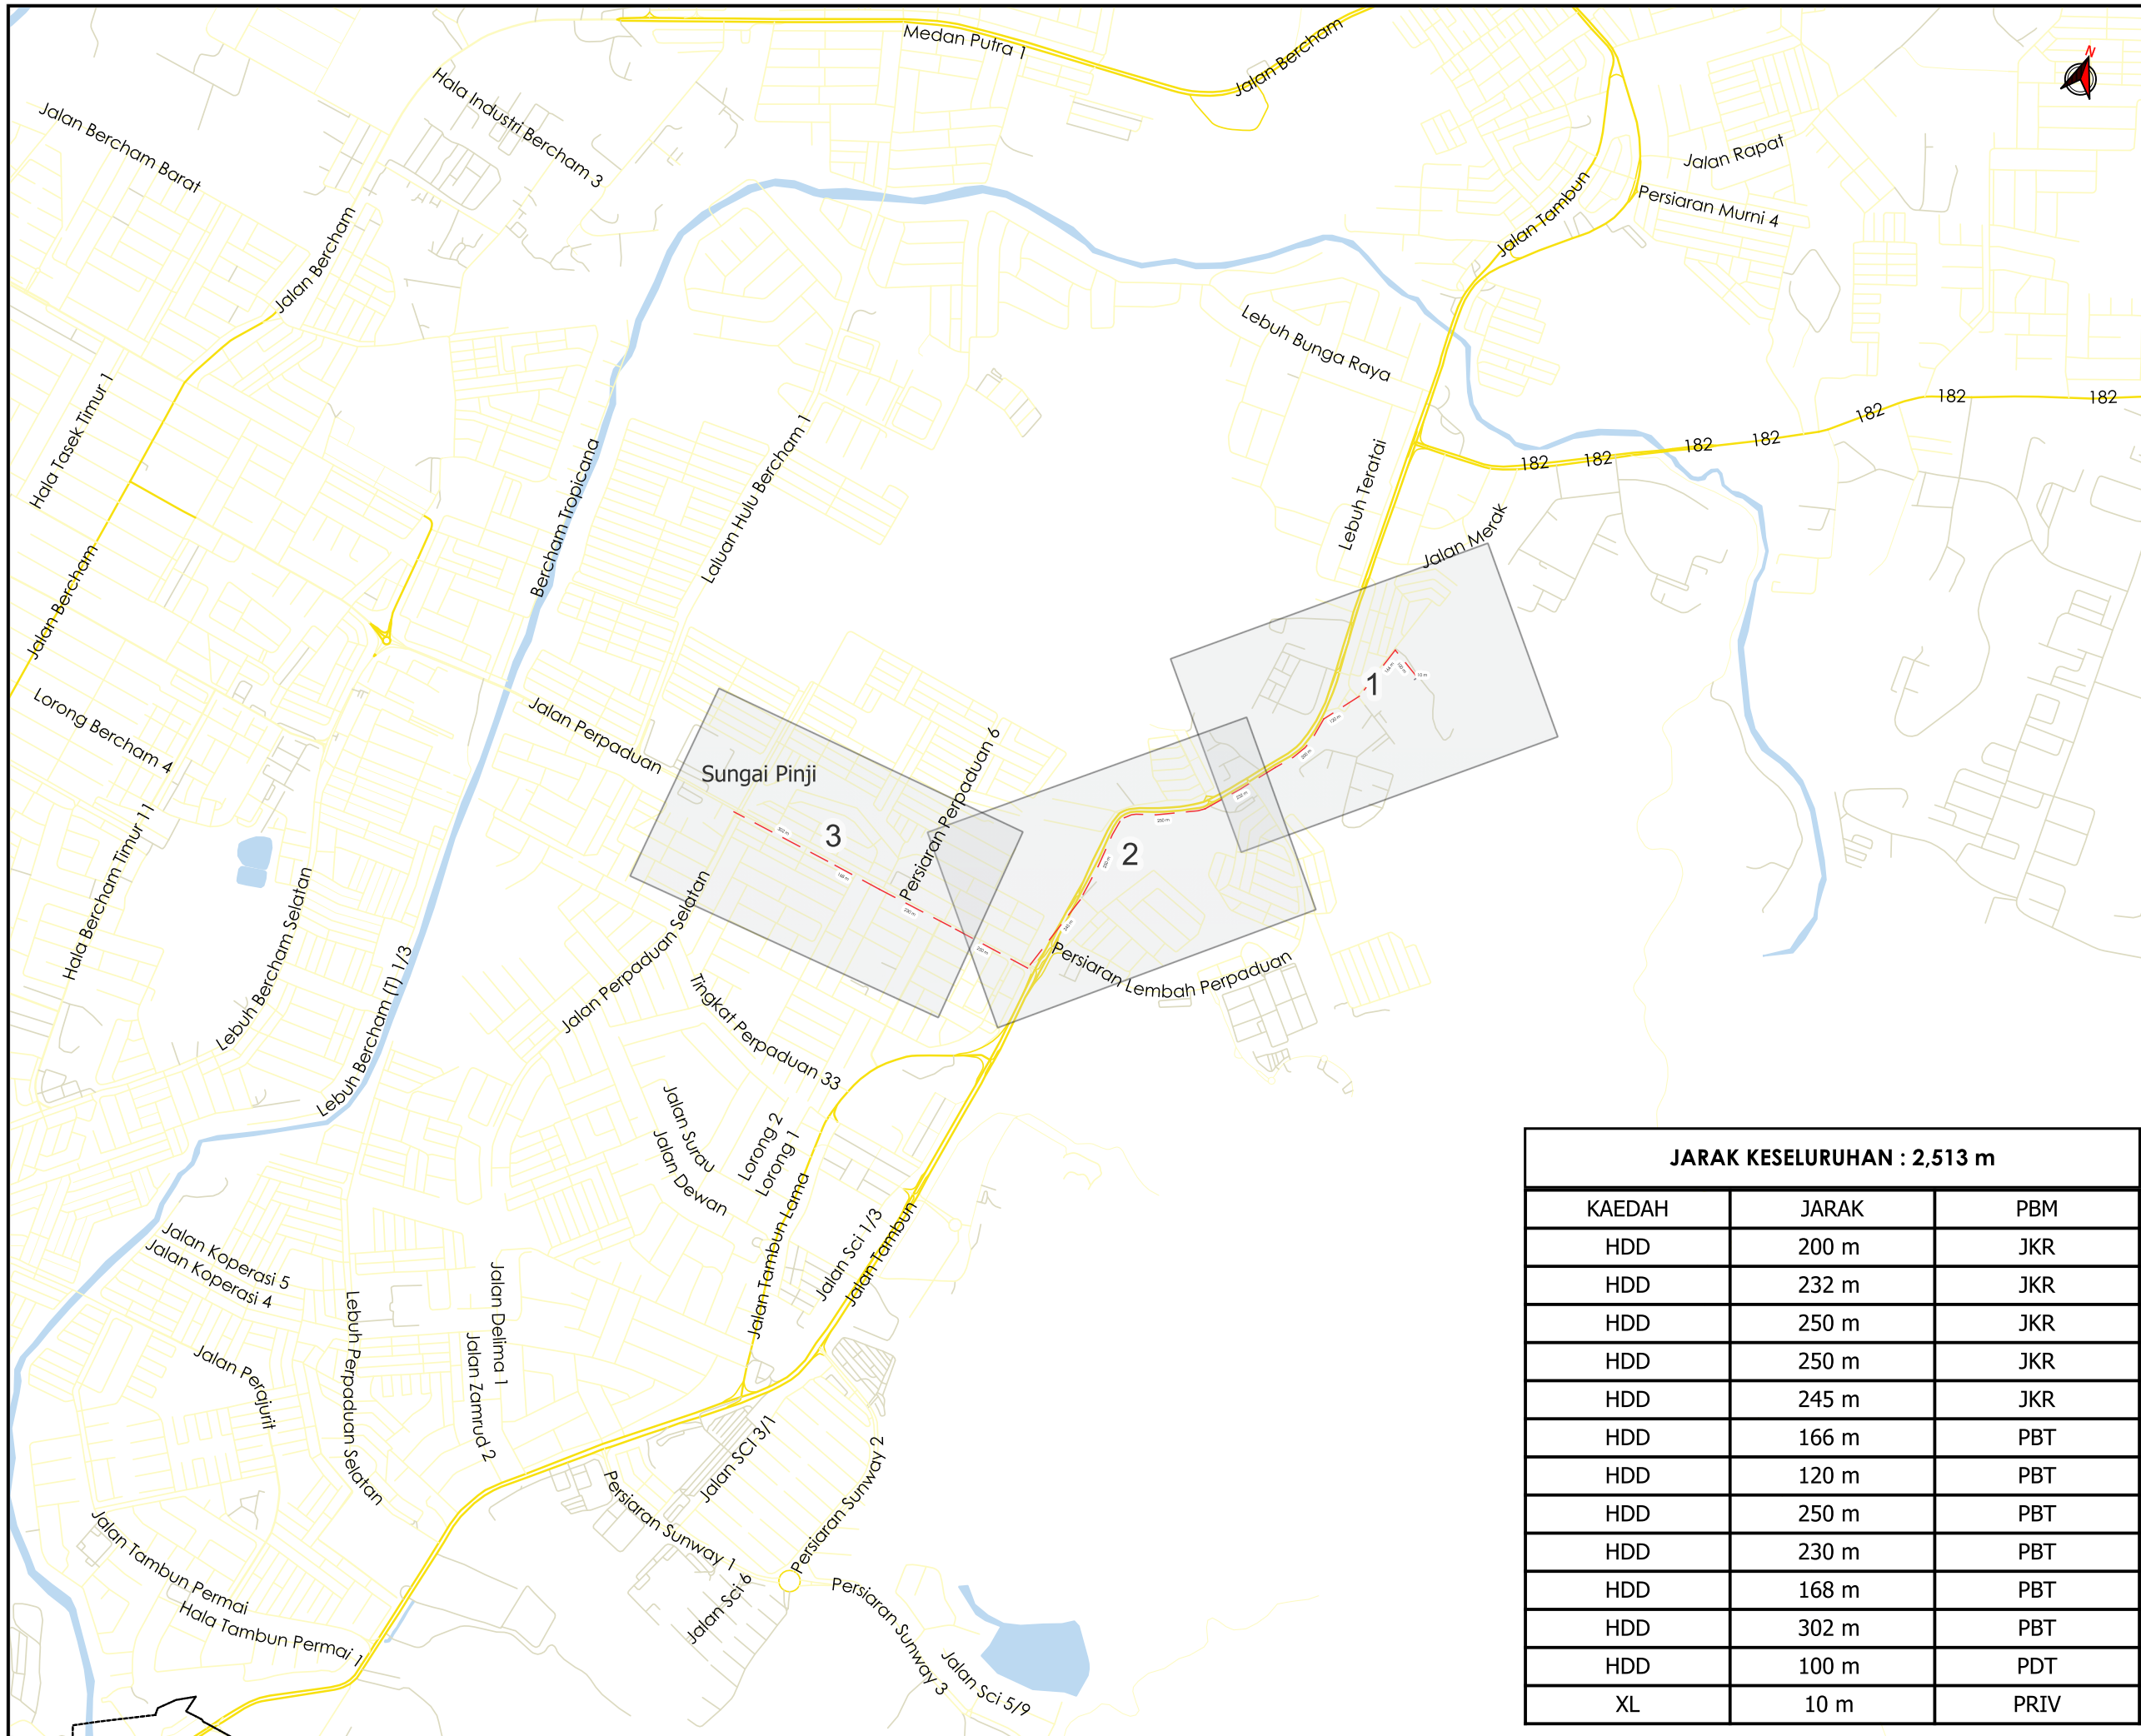 Medan Putra 1
Jalan Bercham
N
Hala Industri Bercham 3
Jalan Bercham Barat
Jalan Rapat
Persiaran Murni 4
Jalan Tambun
Jalan Bercham
Lebuh Bunga Raya
Hala Tasek Timur 1
182
182
182
182
182
182
182
Laluan Hulu Bercham 1
Bercham Tropicana
Lebuh Teratai
Jalan Merak
Jalan Bercham
1
Lorong Bercham 4
Jalan Perpaduan
Sungai Pinji
Persiaran Perpaduan 6
3
2
Hala Bercham Timur 11
Lebuh Bercham Selatan
Jalan Perpaduan Selatan
Persiaran Lembah Perpaduan
Lebuh Bercham (T) 1/3
Tingkat Perpaduan 33
Jalan Surau
Jalan Dewan
Lorong 2
Lorong 1
Jalan Tambun Lama
Jalan Sci 1/3
Jalan Tambun
Jalan Koperasi 5
Jalan Koperasi 4
Jalan Delima 1
Jalan Zamrud 2
Lebuh Perpaduan Selatan
Jalan Perajurit
Jalan SCI 3/1
Persiaran Sunway 2
Persiaran Sunway 1
Jalan Sci 6
Persiaran Sunway 3
Jalan Sci 5/9
Jalan Tambun Permai
Hala Tambun Permai 1
JARAK KESELURUHAN : 2,513 m
KAEDAH JARAK PBM
HDD 200 m JKR
HDD 232 m JKR
HDD 250 m JKR
HDD 250 m JKR
HDD 245 m JKR
HDD 166 m PBT
HDD 120 m PBT
HDD 250 m PBT
HDD 230 m PBT
HDD 168 m PBT
HDD 302 m PBT
HDD 100 m PDT
XL 10 m PRIV